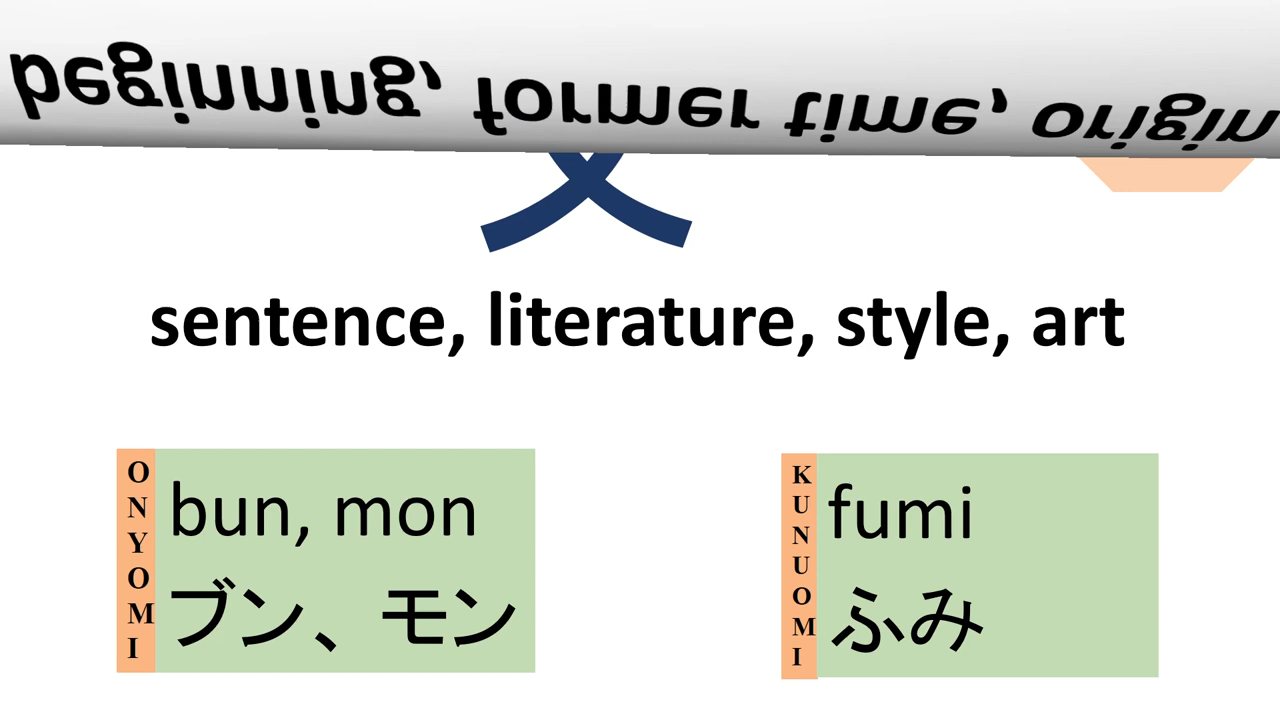 beginning, former time, origin
sentence, literature, style, art
ONYOMI
bun, mon
ブン、モン
KUNUOMI
fumi
ふみ